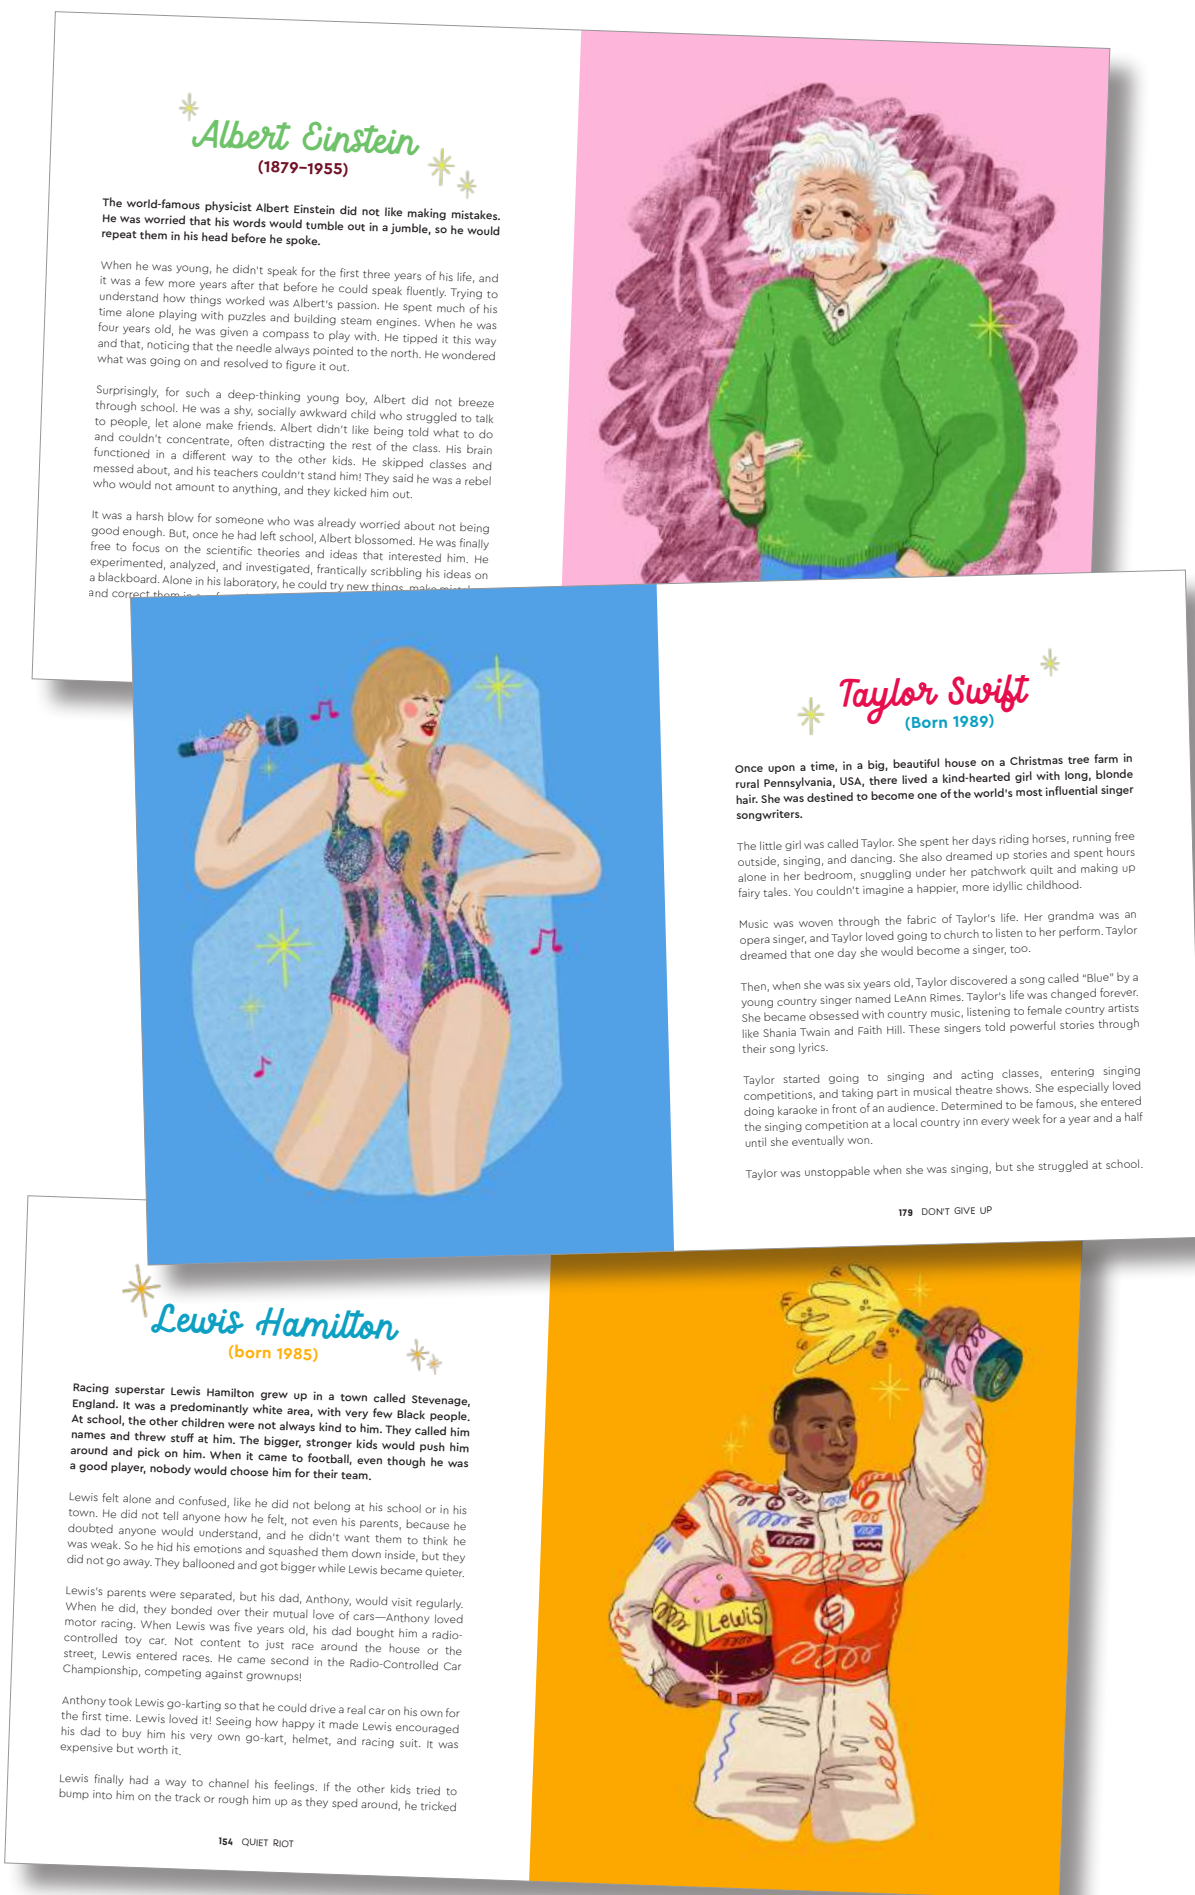 Albert Einstein
(1879–1955)
The world-famous physicist Albert Einstein did not like making mistakes.
He was worried that his words would tumble out in a jumble, so he would
repeat them in his head before he spoke.
When he was young, he didn't speak for the first three years of his life, and
it was a few more years after that before he could speak fluently. Trying to
understand how things worked was Albert's passion. He spent much of his
time alone playing with puzzles and building steam engines. When he was
four years old, he was given a compass to play with. He tipped it this way
and that, noticing that the needle always pointed to the north. He wondered
what was going on and resolved to figure it out.
Surprisingly, for such a deep-thinking young boy, Albert did not breeze
through school. He was a shy, socially awkward child who struggled to talk
to people, let alone make friends. Albert didn't like being told what to do
and couldn't concentrate, often distracting the rest of the class. His brain
functioned in a different way to the other kids. He skipped classes and
messed about, and his teachers couldn't stand him! They said he was a rebel
who would not amount to anything, and they kicked him out.
It was a harsh blow for someone who was already worried about not being
good enough. But, once he had left school, Albert blossomed. He was finally
free to focus on the scientific theories and ideas that interested him. He
experimented, analyzed, and investigated, frantically scribbling his ideas on
a blackboard. Alone in his laboratory, he could try new things, make
and correct them
Taylor Swift
(Born 1989)
Once upon a time, in a big, beautiful house on a Christmas tree farm in
rural Pennsylvania, USA, there lived a kind-hearted girl with long, blonde
hair. She was destined to become one of the world's most influential singer
songwriters.
The little girl was called Taylor. She spent her days riding horses, running free
outside, singing, and dancing. She also dreamed up stories and spent hours
alone in her bedroom, snuggling under her patchwork quilt and making up
fairy tales. You couldn't imagine a happier, more idyllic childhood.
Music was woven through the fabric of Taylor's life. Her grandma was an
opera singer, and Taylor loved going to church to listen to her perform. Taylor
dreamed that one day she would become a singer, too.
Then, when she was six years old, Taylor discovered a song called "Blue" by a
young country singer named LeAnn Rimes. Taylor's life was changed forever.
She became obsessed with country music, listening to female country artists
like Shania Twain and Faith Hill. These singers told powerful stories through
their song lyrics.
Taylor started going to singing and acting classes, entering singing
competitions, and taking part in musical theatre shows. She especially loved
doing karaoke in front of an audience. Determined to be famous, she entered
the singing competition at a local country inn every week for a year and a half
until she eventually won.
Taylor was unstoppable when she was singing, but she struggled at school.
179 DON'T GIVE UP
Lewis Hamilton
(born 1985)
Racing superstar Lewis Hamilton grew up in a town called Stevenage,
England. It was a predominantly white area, with very few Black people.
At school, the other children were not always kind to him. They called him
names and threw stuff at him. The bigger, stronger kids would push him
around and pick on him. When it came to football, even though he was
a good player, nobody would choose him for their team.
Lewis felt alone and confused, like he did not belong at his school or in his
town. He did not tell anyone how he felt, not even his parents, because he
doubted anyone would understand, and he didn't want them to think he
was weak. So he hid his emotions and squashed them down inside, but they
did not go away. They ballooned and got bigger while Lewis became quieter.
Lewis's parents were separated, but his dad, Anthony, would visit regularly.
When he did, they bonded over their mutual love of cars—Anthony loved
motor racing. When Lewis was five years old, his dad bought him a radio-
controlled toy car. Not content to just race around the house or the
street, Lewis entered races. He came second in the Radio-Controlled Car
Championship, competing against grownups!
Anthony took Lewis go-karting so that he could drive a real car on his own for
the first time. Lewis loved it! Seeing how happy it made Lewis encouraged
his dad to buy him his very own go-kart, helmet, and racing suit. It was
expensive but worth it.
Lewis finally had a way to channel his feelings. If the other kids tried to
bump into him on the track or rough him up as they sped around, he tricked
154 QUIET RIOT
Lewis